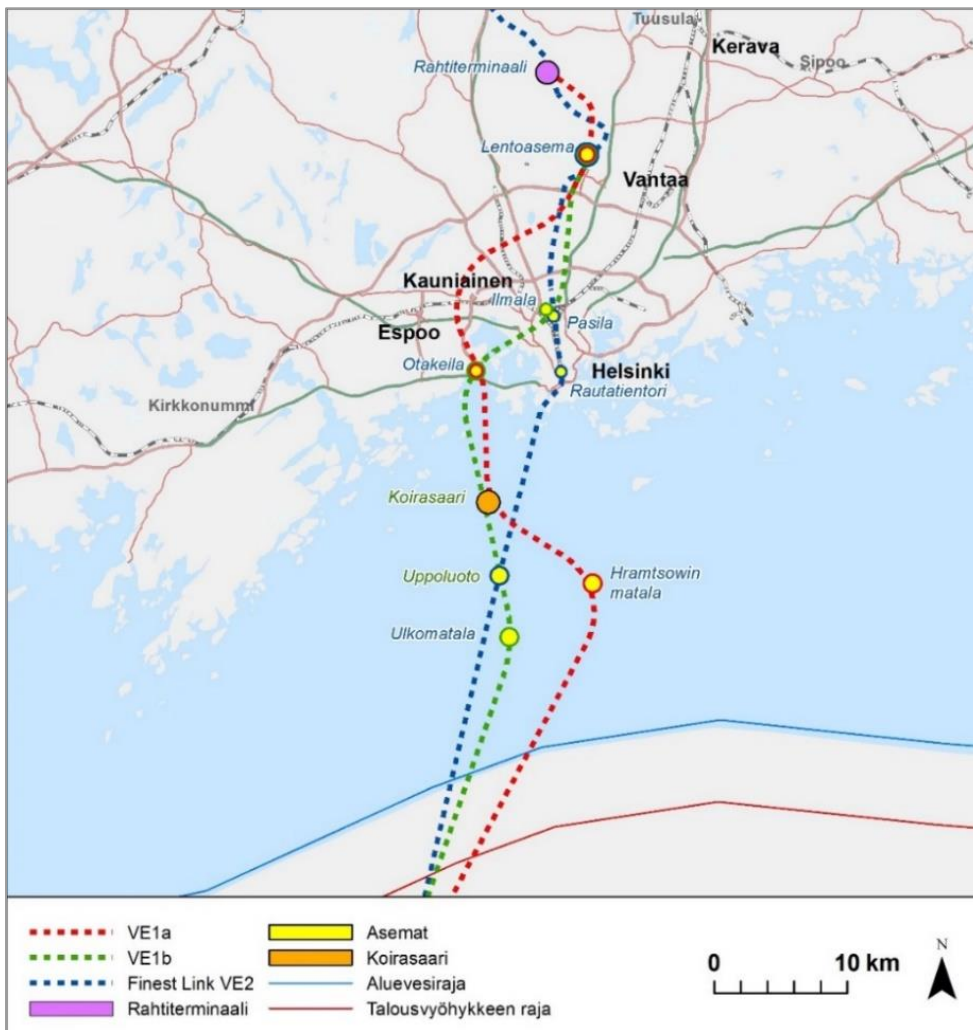 Tuusula
Kerava
Sipoo
Rahtiterminaali
Lentoasema
Vantaa
Kauniainen
Ilmala
Pasila
Espoo
Otakeila
Helsinki
Rautatientori
Kirkkonummi
Koirasaari
Uppoluoto
Hramtsowin
matala
Ulkomatala
VE1a
VE1b
Finest Link VE2
Rahtiterminaali
Asemat
Koirasaari
Aluevesiraja
Talousvyöhykkeen raja
0 10 km
N